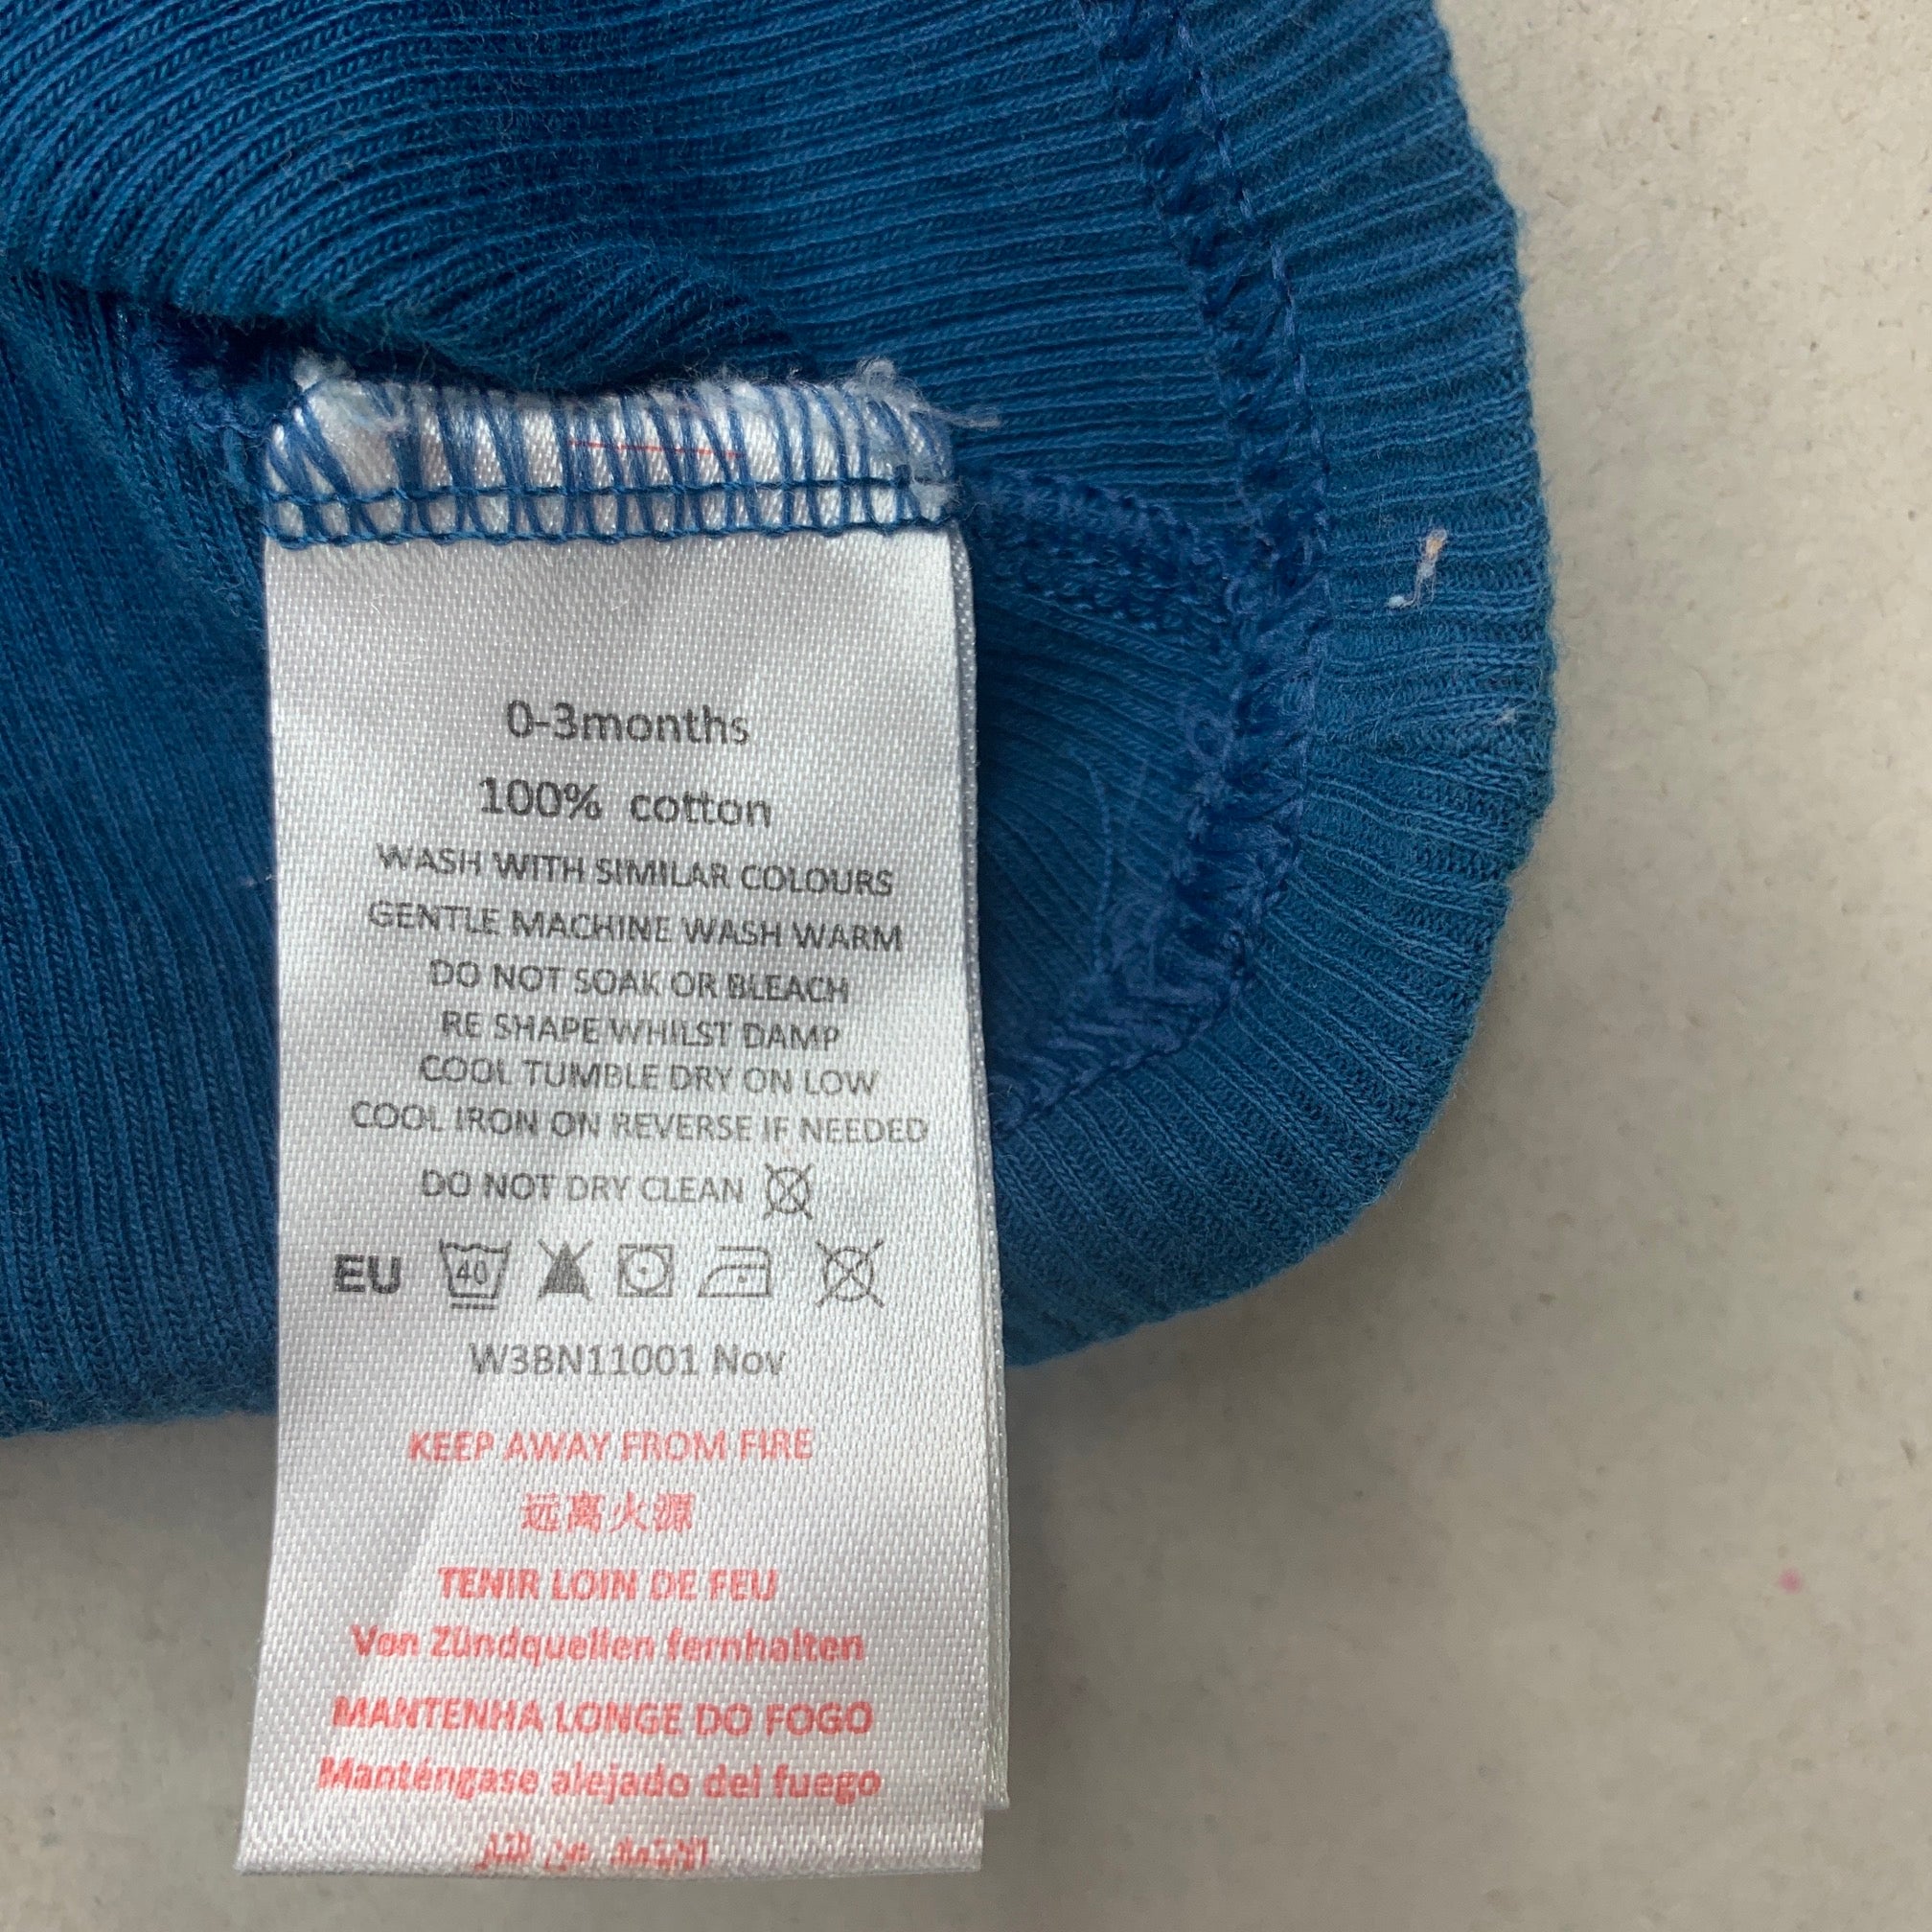 0-3months
100% cotton
WASH WITH SIMILAR COLOURS
GENTLE MACHINE WASH WARM
DO NOT SOAK OR BLEACH
RE SHAPE WHILST DAMP
COOL TUMBLE DRY ON LOW
COOL IRON ON REVERSE IF NEEDED
DO NOT DRY CLEAN
EU 40
W3BN11001 Nov
KEEP AWAY FROM FIRE
远离火源
TENIR LOIN DE FEU
Von Zündquellen fernhalten
MANTENHA LONGE DO FOGO
Manténgase alejado del fuego